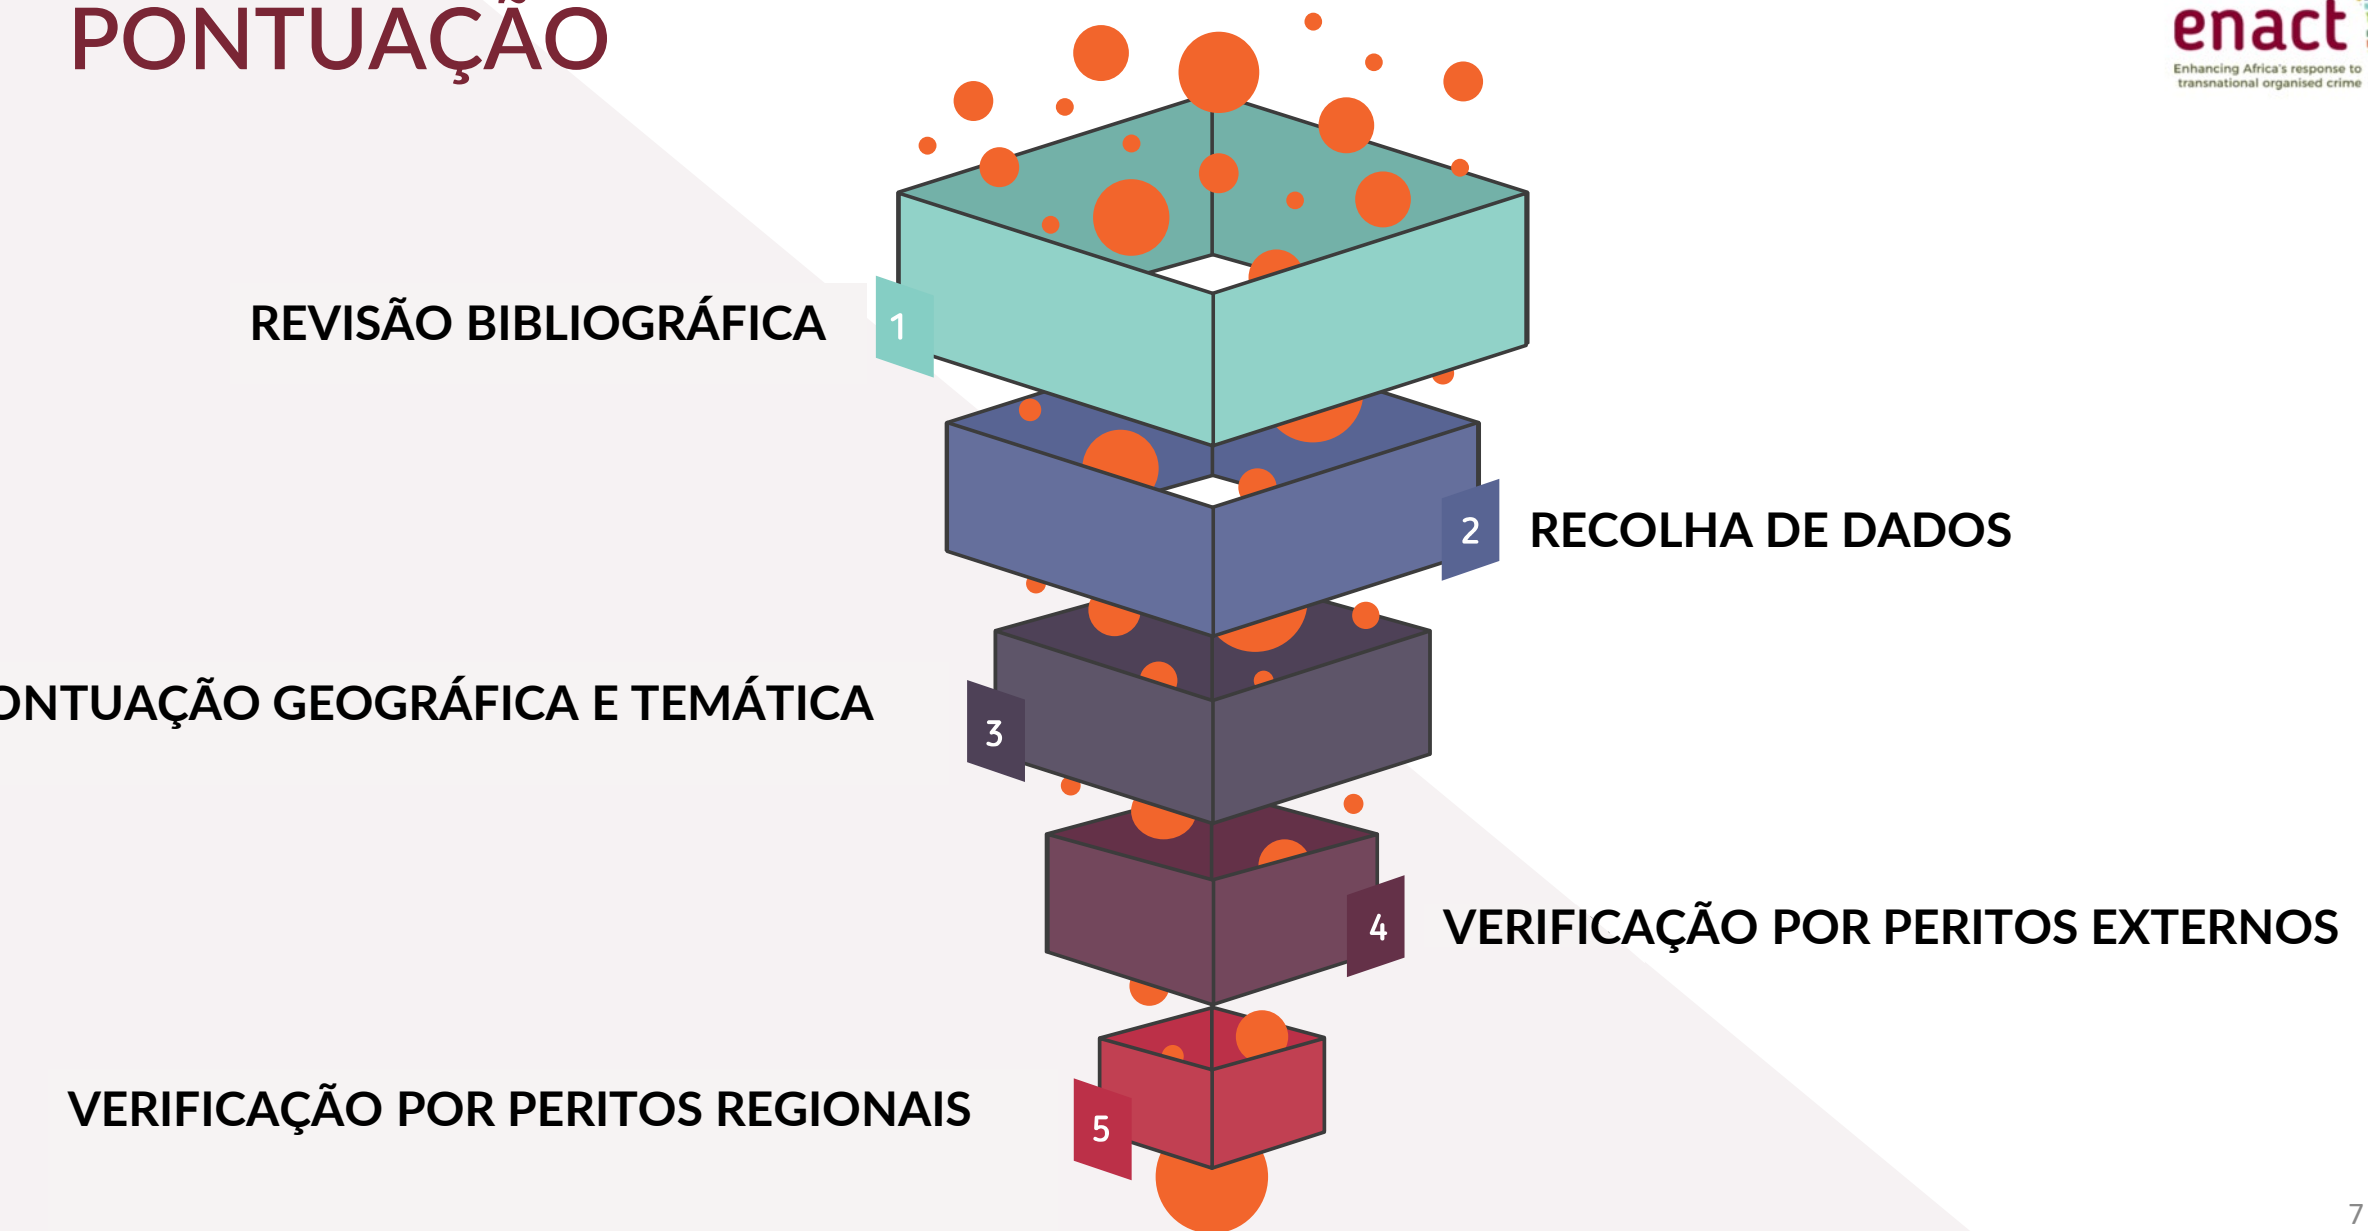 PONTUAÇÃO
enact
Enhancing Africa's response to
transnational organised crime
REVISÃO BIBLIOGRÁFICA
1
2
RECOLHA DE DADOS
ONTUAÇÃO GEOGRÁFICA E TEMÁTICA
3
4
VERIFICAÇÃO POR PERITOS EXTERNOS
VERIFICAÇÃO POR PERITOS REGIONAIS
5
7